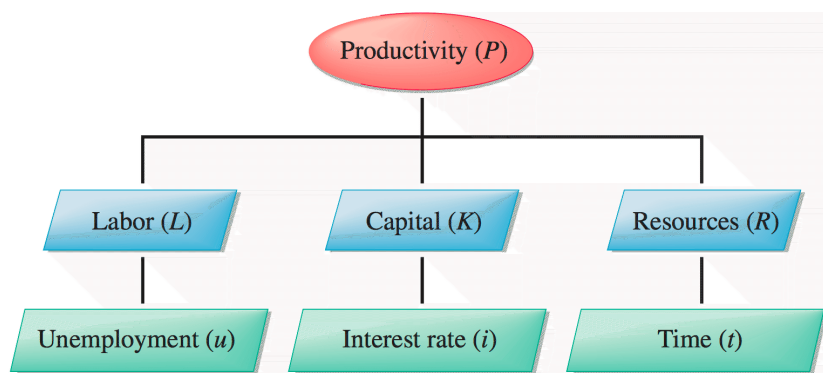 Productivity (P)
Labor (L)
Capital (K)
Resources (R)
Unemployment (u)
Interest rate (i)
Time (t)